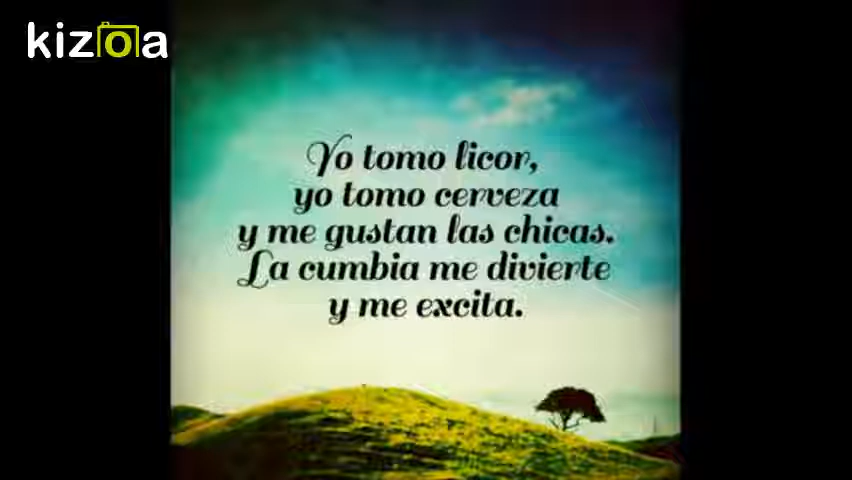 kizoa
Yo tomo licor,
yo tomo cerveza
y me gustan las chicas.
La cumbia me divierte
y me excita.